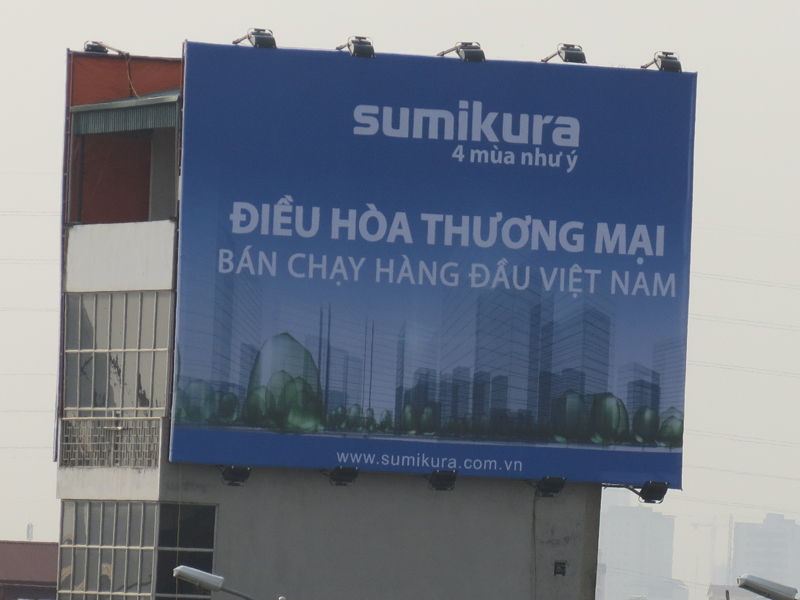 sumikura
4 mùa như ý
ĐIỀU HÒA THƯƠNG MẠI
BÁN CHẠY HÀNG ĐẦU VIỆT NAM
www.sumikura.com.vn